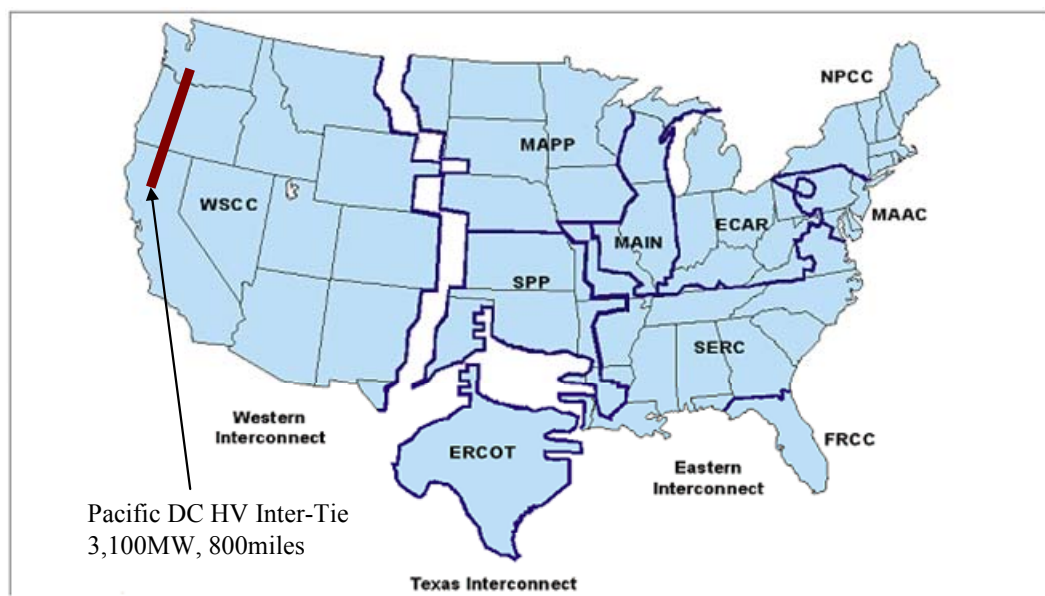 NPCC
MAPP
WSCC
MAAC
ECAR
MAIN
SPP
SERC
Western
Interconnect
ERCOT
FRCC
Eastern
Interconnect
Pacific DC HV Inter-Tie
3,100MW, 800miles
Texas Interconnect